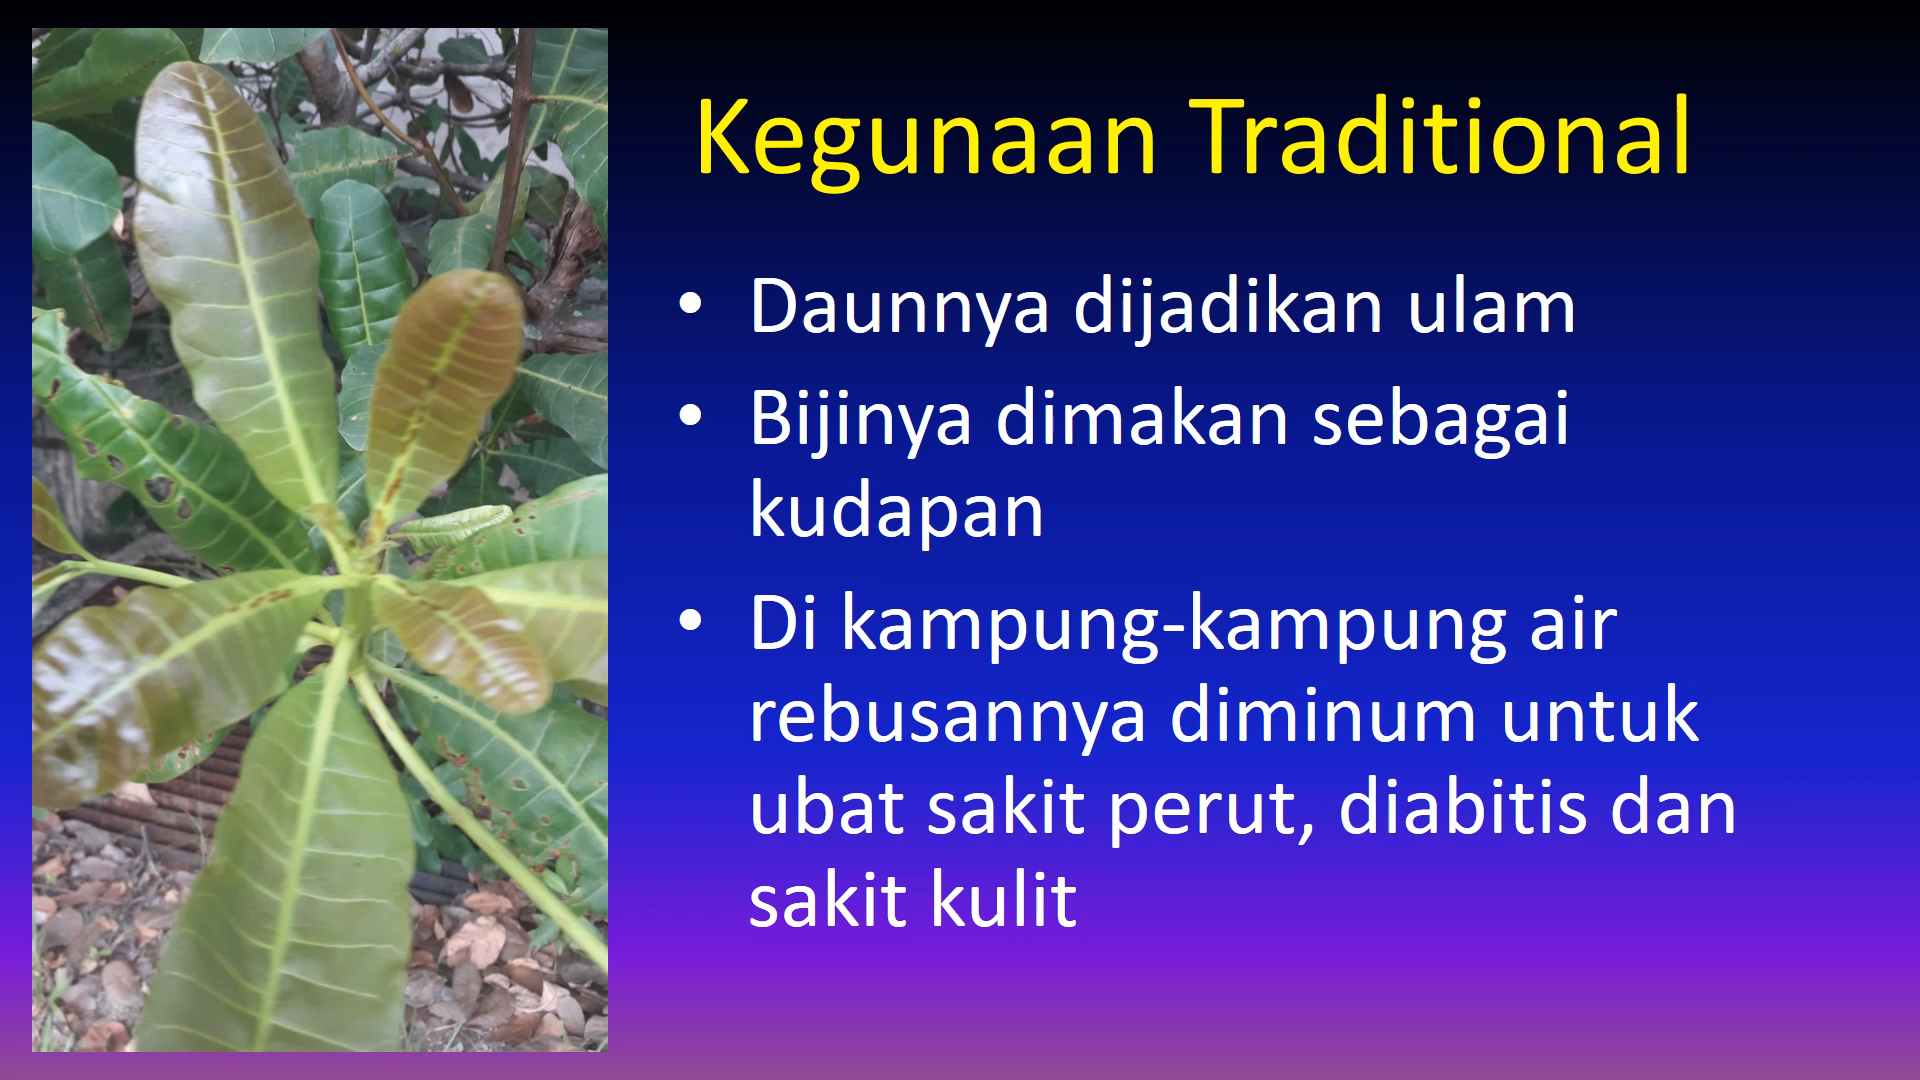 Kegunaan Traditional
• Daunnya dijadikan ulam
• Bijinya dimakan sebagai
kudapan
• Di kampung-kampung air
rebusannya diminum untuk
ubat sakit perut, diabitis dan
sakit kulit